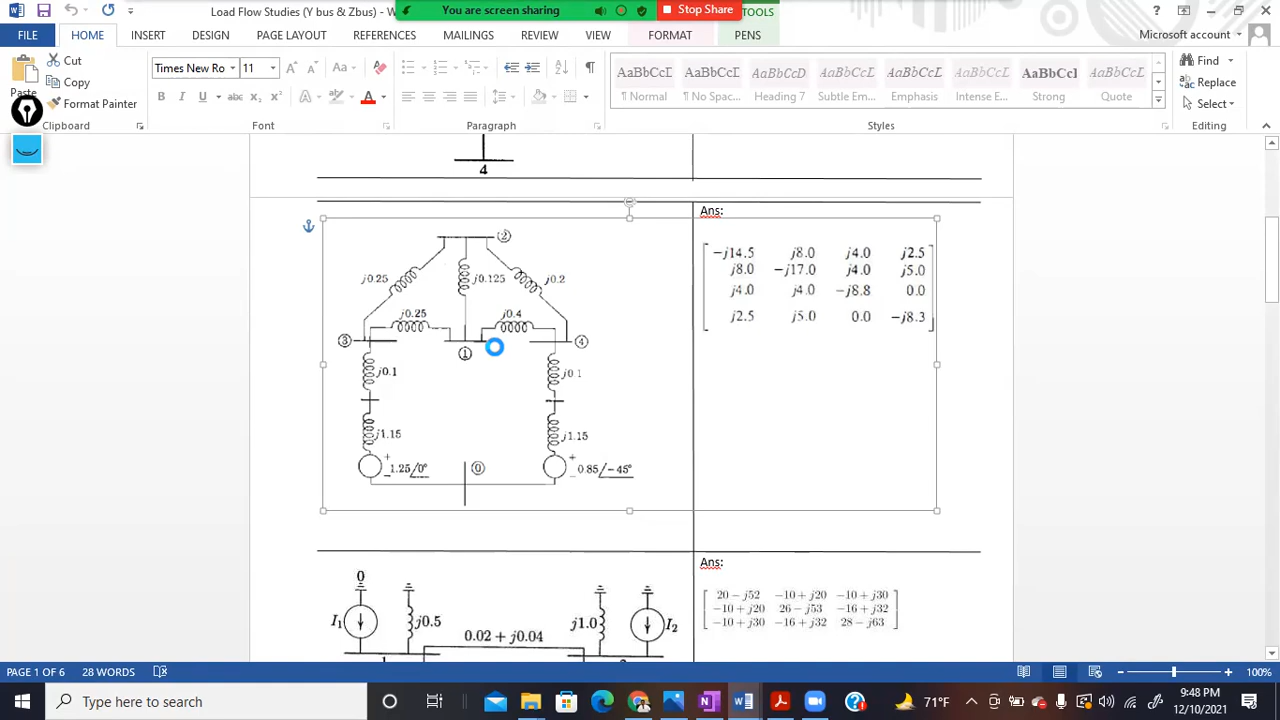 Load Flow Studies (Y bus & Zbus) - W
You are screen sharing
Stop Share
TOOLS
FILE
HOME
INSERT
DESIGN
PAGE LAYOUT
REFERENCES
MAILINGS
REVIEW
VIEW
FORMAT
PENS
Microsoft account
Paste
Cut
Copy
Format Painter
Times New Ro
11
Find
Replace
Select
AaBbCcI
¶ Normal
AaBbCcL
¶ No Spac...
AaBbCcD
Heading 7
AaBbCcL
Subtle Em...
AaBbCcL
Emphasis
AaBbCcL
Intense E...
AaBbCcl
Strong
AaBbCcL
Quote
Clipboard
Font
Paragraph
Styles
Editing
4
Ans:
②
j0.25
j0.125
j0.2
j0.25
j0.4
③
①
④
j0.1
j0.1
j1.15
j1.15
+
1.25/0°
−
⓪
+
0.85/−45°
−
−j14.5 j8.0 j4.0 j2.5
j8.0 −j17.0 j4.0 j5.0
j4.0 j4.0 −j8.8 0.0
j2.5 j5.0 0.0 −j8.3
0
I1
j0.5
j1.0
I2
0.02 + j0.04
Ans:
20 − j52 −10 + j20 −10 + j30
−10 + j20 26 − j53 −16 + j32
−10 + j30 −16 + j32 28 − j63
PAGE 1 OF 6
28 WORDS
100%
Type here to search
71°F
9:48 PM
12/10/2021